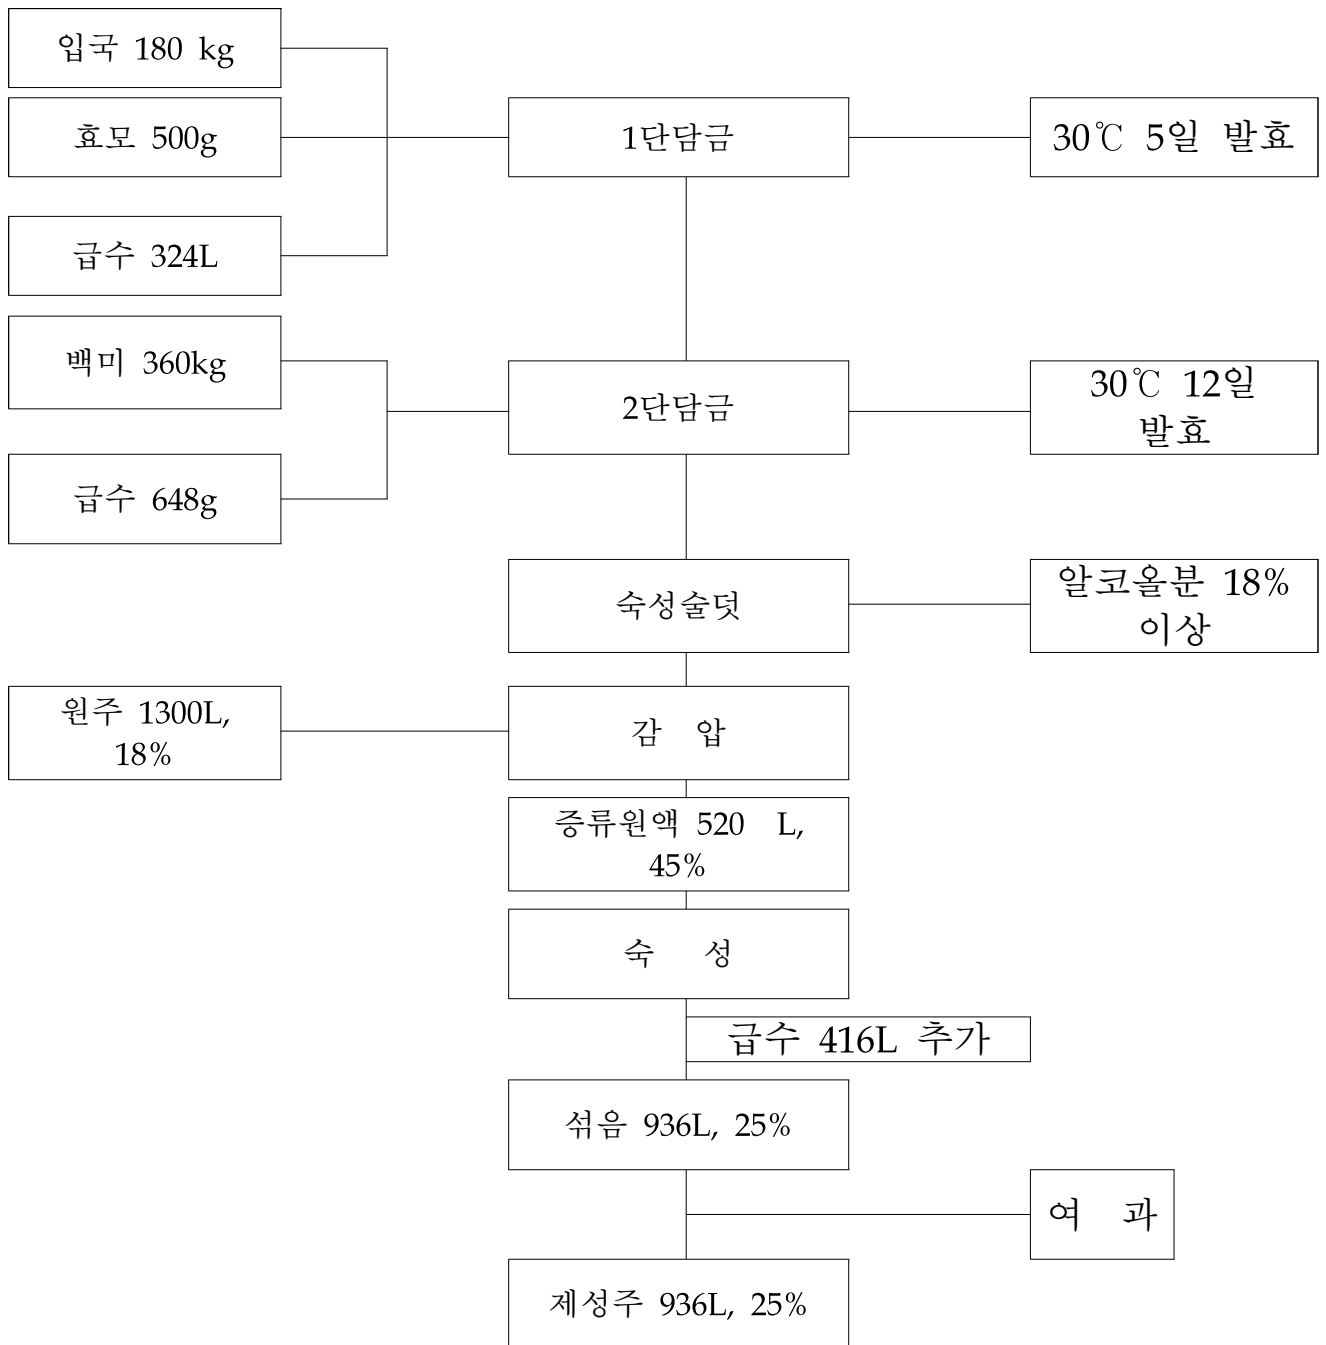 입국 180 kg
효모 500g
1단담금
30℃ 5일 발효
급수 324L
백미 360kg
2단담금
30℃ 12일
발효
급수 648g
숙성술덧
알코올분 18%
이상
원주 1300L,
18%
감 압
증류원액 520 L,
45%
숙 성
급수 416L 추가
섞음 936L, 25%
여 과
제성주 936L, 25%